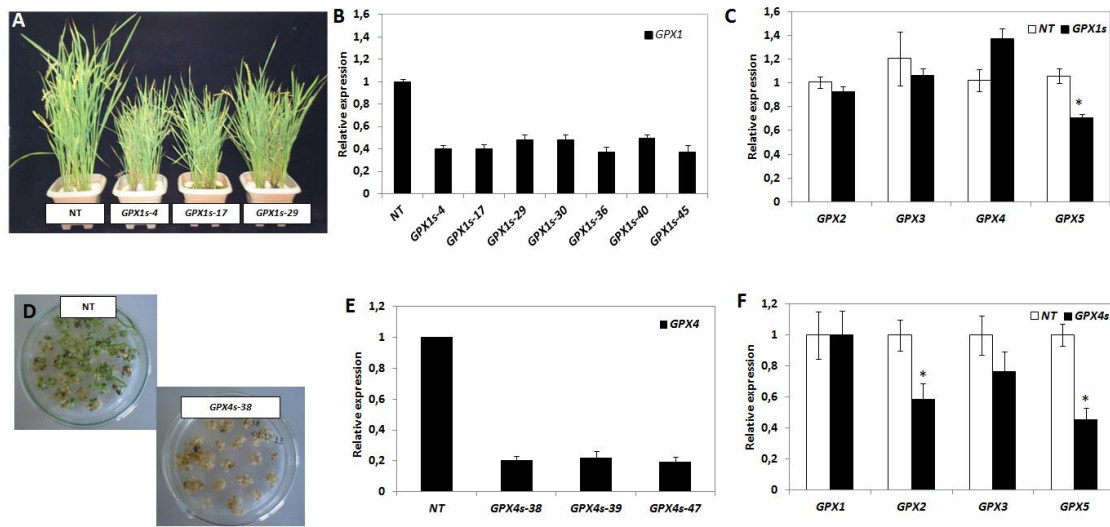 A
NT
GPX1s-4
GPX1s-17
GPX1s-29
B
Relative expression
1,6
1,4
1,2
1
0,8
0,6
0,4
0,2
0
GPX1
NT
GPX1s-4
GPX1s-17
GPX1s-29
GPX1s-30
GPX1s-36
GPX1s-40
GPX1s-45
C
Relative expression
1,6
1,4
1,2
1
0,8
0,6
0,4
0,2
0
NT GPX1s
*
GPX2 GPX3 GPX4 GPX5
D
NT
GPX4s-38
E
Relative expression
1,2
1
0,8
0,6
0,4
0,2
0
GPX4
NT GPX4s-38 GPX4s-39 GPX4s-47
F
Relative expression
1,2
1
0,8
0,6
0,4
0,2
0
NT GPX4s
*
*
GPX1 GPX2 GPX3 GPX5